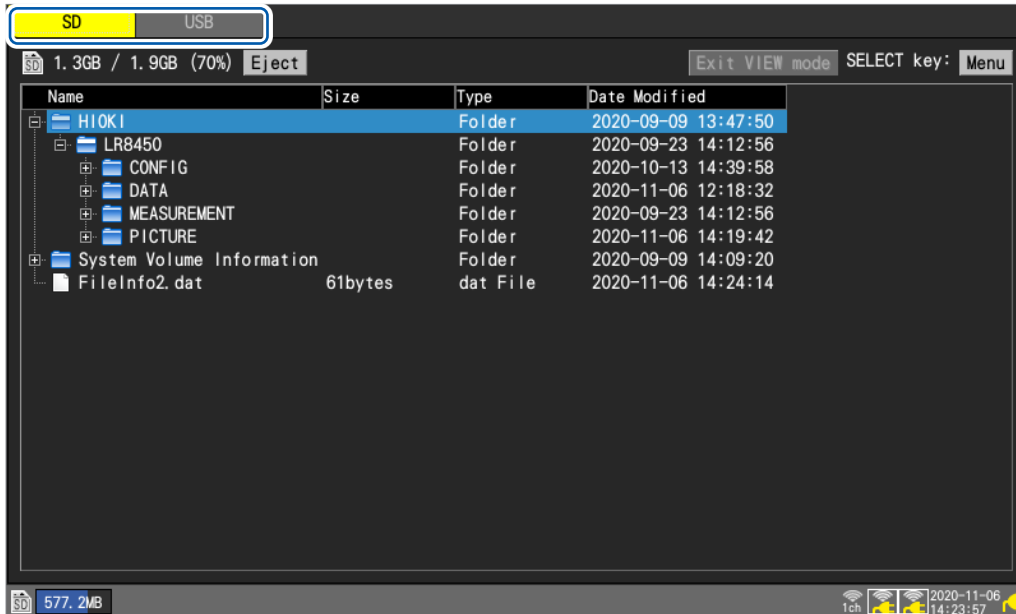 SD USB
SD 1.3GB / 1.9GB (70%) Eject Exit VIEW mode SELECT key: Menu
Name Size Type Date Modified
HIOKI Folder 2020-09-09 13:47:50
LR8450 Folder 2020-09-23 14:12:56
CONFIG Folder 2020-10-13 14:39:58
DATA Folder 2020-11-06 12:18:32
MEASUREMENT Folder 2020-09-23 14:12:56
PICTURE Folder 2020-11-06 14:19:42
System Volume Information Folder 2020-09-09 14:09:20
FileInfo2.dat 61bytes dat File 2020-11-06 14:24:14
SD 577.2MB 1ch 2020-11-06
14:23:57